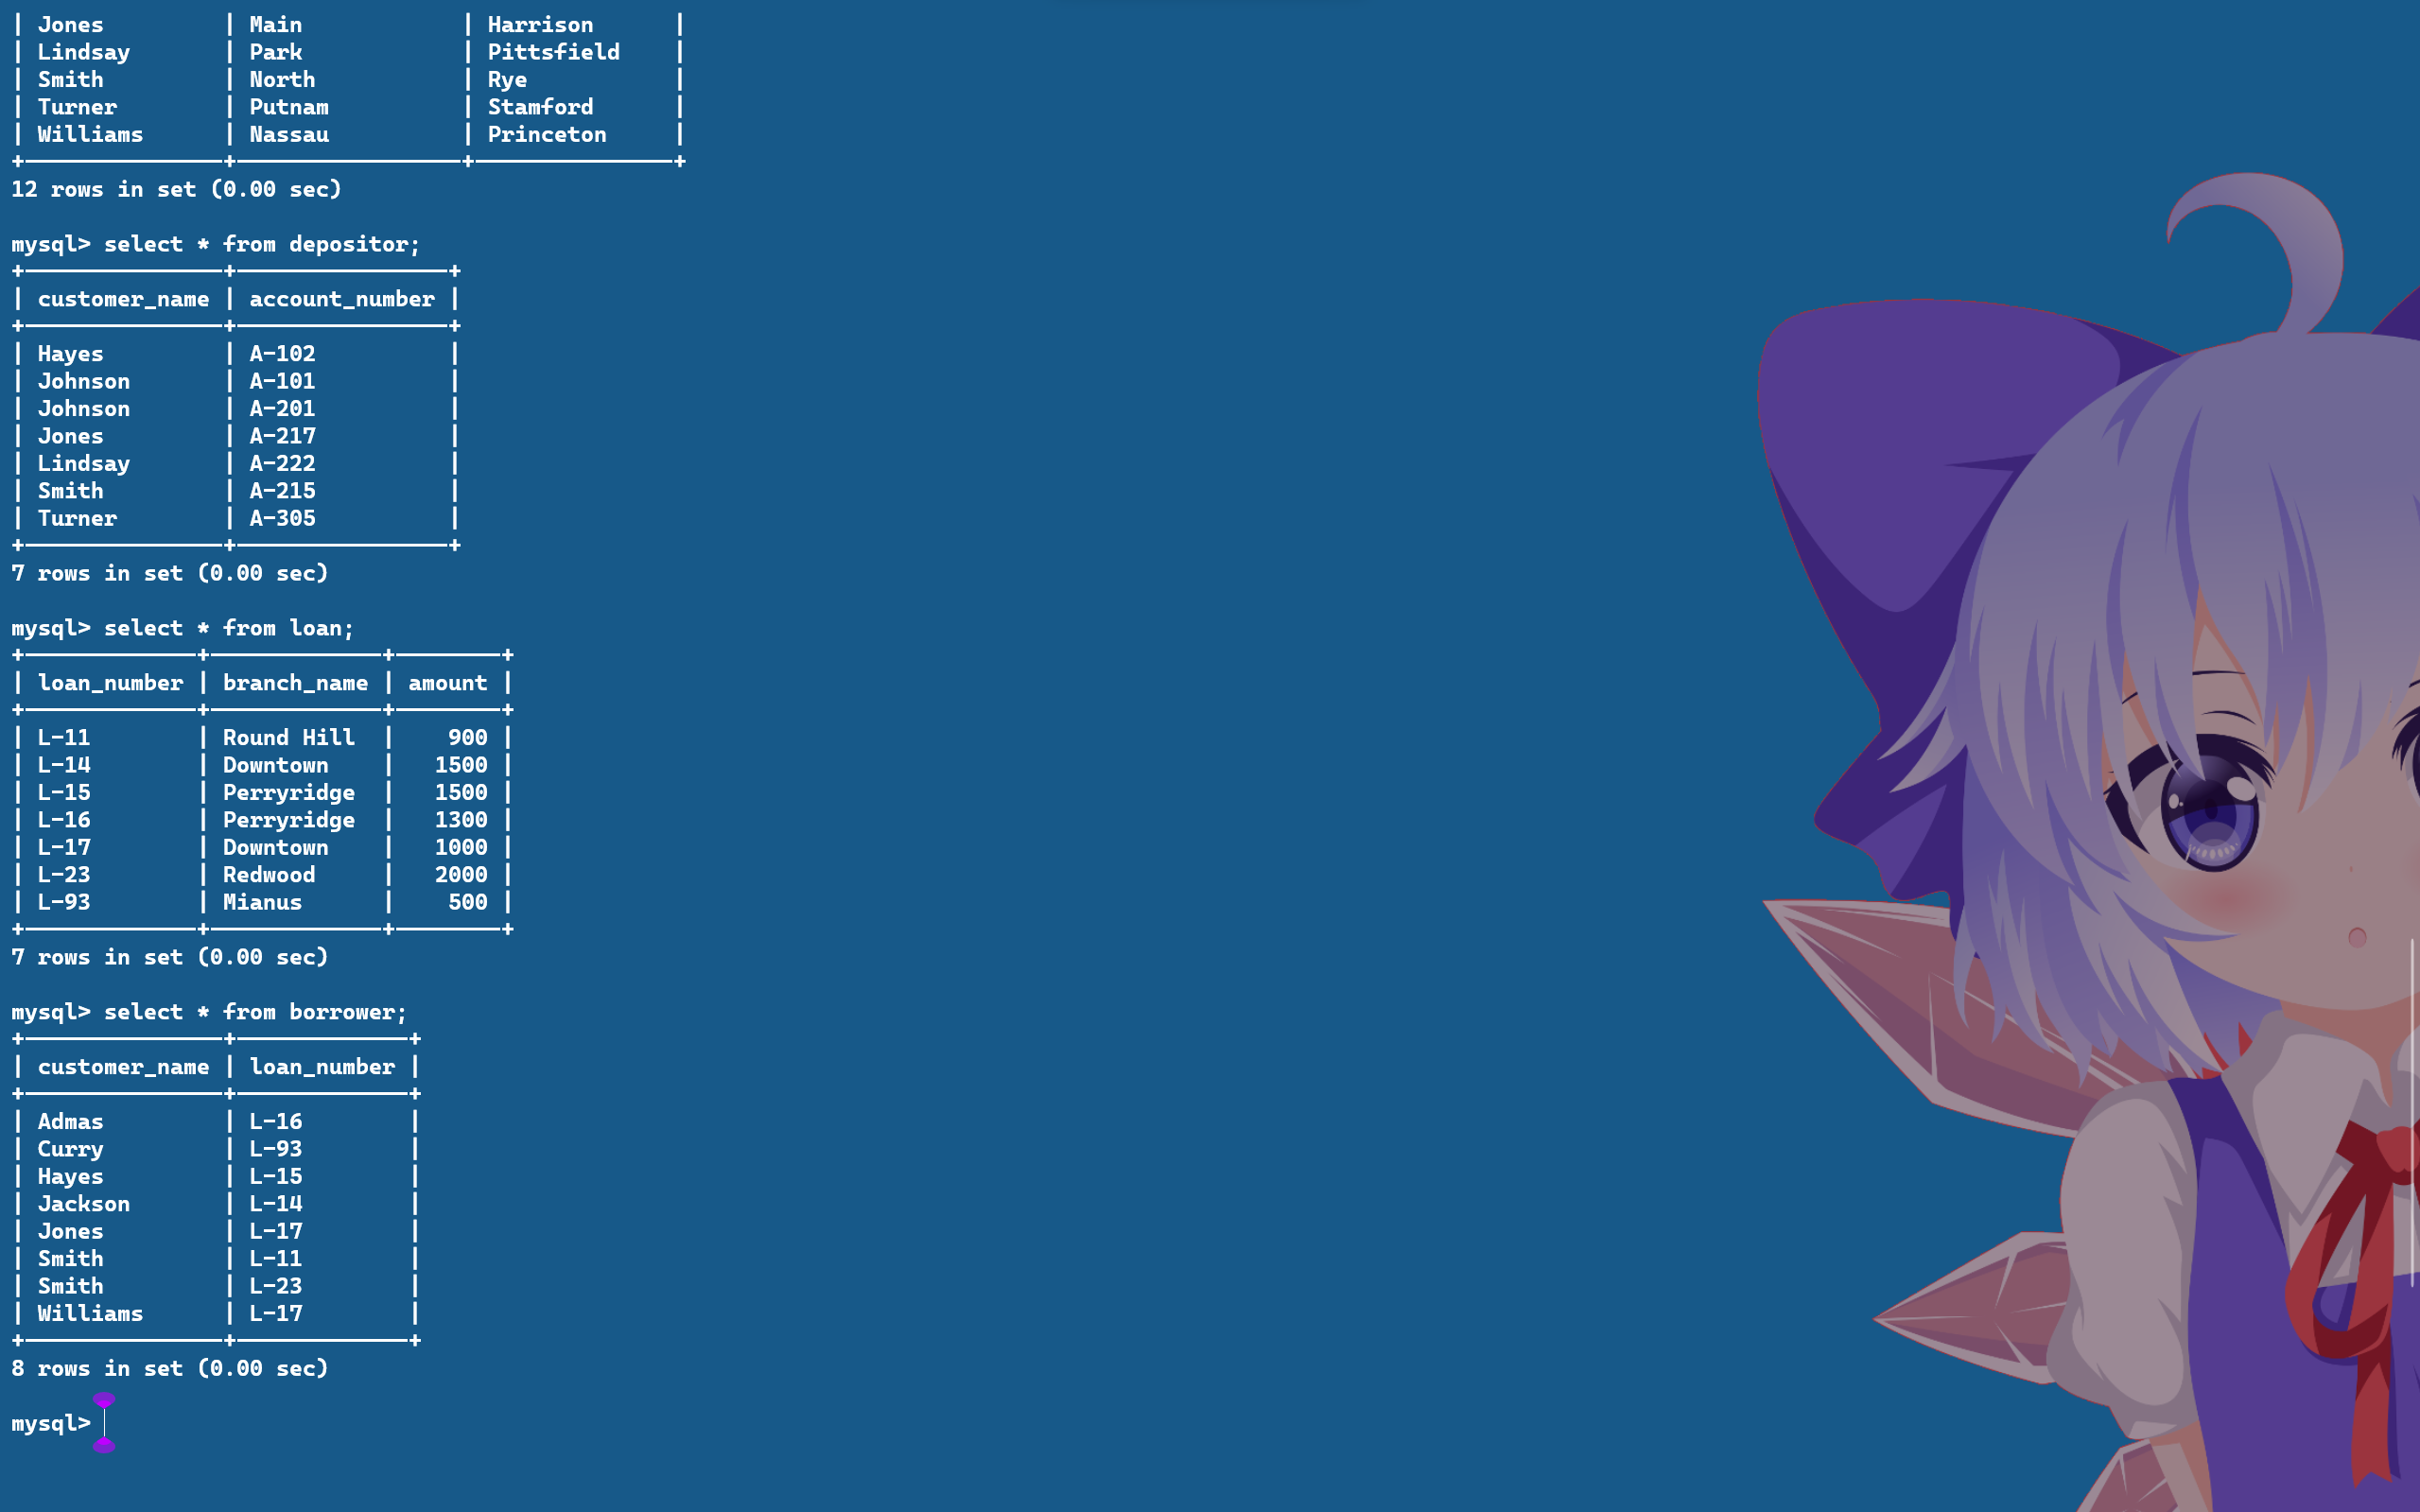 | Jones | Main | Harrison |
| Lindsay | Park | Pittsfield |
| Smith | North | Rye |
| Turner | Putnam | Stamford |
| Williams | Nassau | Princeton |
+---------------+-----------------+---------------+
12 rows in set (0.00 sec)
mysql> select * from depositor;
+---------------+----------------+
| customer_name | account_number |
+---------------+----------------+
| Hayes | A-102 |
| Johnson | A-101 |
| Johnson | A-201 |
| Jones | A-217 |
| Lindsay | A-222 |
| Smith | A-215 |
| Turner | A-305 |
+---------------+----------------+
7 rows in set (0.00 sec)
mysql> select * from loan;
+-------------+-------------+--------+
| loan_number | branch_name | amount |
+-------------+-------------+--------+
| L-11 | Round Hill | 900 |
| L-14 | Downtown | 1500 |
| L-15 | Perryridge | 1500 |
| L-16 | Perryridge | 1300 |
| L-17 | Downtown | 1000 |
| L-23 | Redwood | 2000 |
| L-93 | Mianus | 500 |
+-------------+-------------+--------+
7 rows in set (0.00 sec)
mysql> select * from borrower;
+---------------+-------------+
| customer_name | loan_number |
+---------------+-------------+
| Admas | L-16 |
| Curry | L-93 |
| Hayes | L-15 |
| Jackson | L-14 |
| Jones | L-17 |
| Smith | L-11 |
| Smith | L-23 |
| Williams | L-17 |
+---------------+-------------+
8 rows in set (0.00 sec)
mysql>